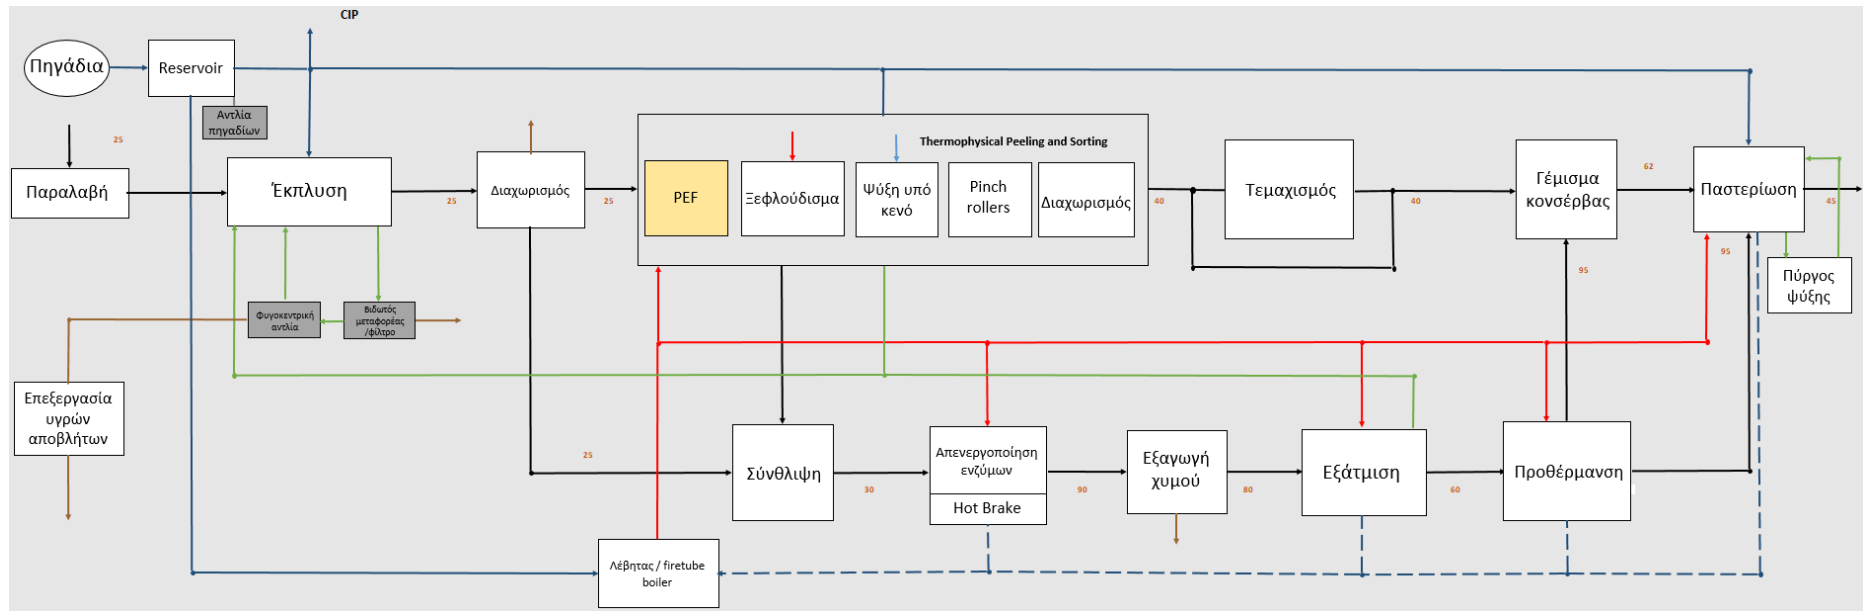 CIP
Πηγάδια
Reservoir
Αντλία
πηγαδίων
25
Thermophysical Peeling and Sorting
Παραλαβή
Έκπλυση
25
Διαχωρισμός
25
PEF
Ξεφλούδισμα
Ψύξη υπό
κενό
Pinch
rollers
Διαχωρισμός
40
Τεμαχισμός
40
Γέμισμα
κονσέρβας
62
Παστερίωση
45
95
95
Πύργος
ψύξης
Φυγοκεντρική
αντλία
Βιδωτός
μεταφορέας
/φίλτρο
Επεξεργασία
υγρών
αποβλήτων
25
Σύνθλιψη
30
Απενεργοποίηση
ενζύμων
Hot Brake
90
Εξαγωγή
χυμού
80
Εξάτμιση
60
Προθέρμανση
Λέβητας / firetube
boiler